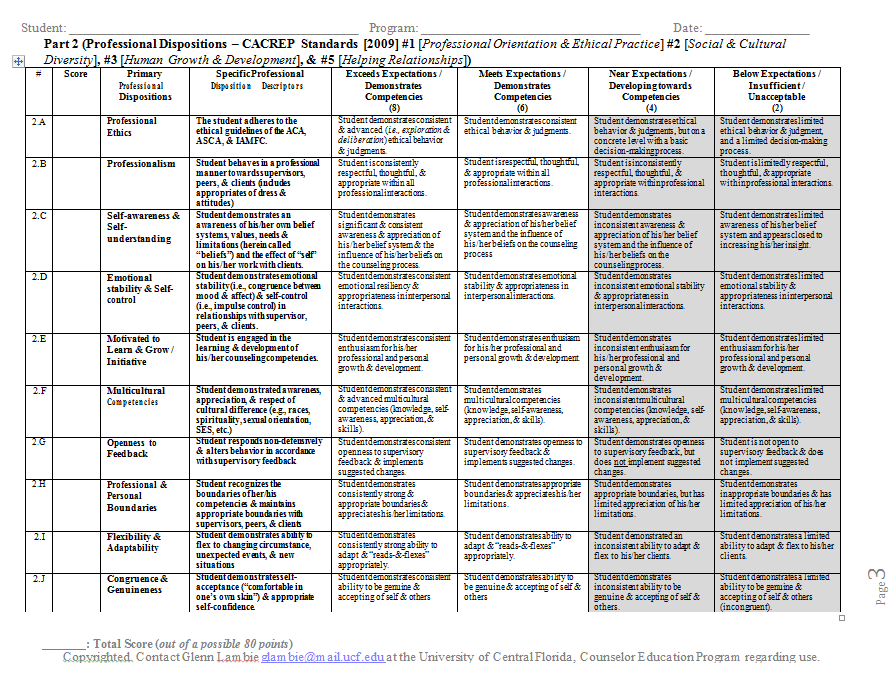 Student: ______________________ Program: ______________________ Date: ______________
Part 2 (Professional Dispositions – CACREP Standards [2009] #1 [Professional Orientation & Ethical Practice] #2 [Social & Cultural
Diversity], #3 [Human Growth & Development], & #5 [Helping Relationships])
#
Score
Primary
Professional
Dispositions
Specific Professional
Disposition Descriptors
Exceeds Expectations /
Demonstrates
Competencies
(8)
Meets Expectations /
Demonstrates
Competencies
(6)
Near Expectations /
Developing towards
Competencies
(4)
Below Expectations /
Insufficient /
Unacceptable
(2)
2.A
Professional
Ethics
The student adheres to the
ethical guidelines of the ACA,
ASCA, & IAMFC.
Student demonstrates consistent
& advanced (i.e., exploration &
deliberation) ethical behavior
& judgments.
Student demonstrates consistent
ethical behavior & judgments.
Student demonstrates ethical
behavior & judgments, but on a
concrete level with a basic
decision-making process.
Student demonstrates limited
ethical behavior & judgment,
and a limited decision-making
process.
2.B
Professionalism
Student behaves in a professional
manner towards supervisors,
peers, & clients (includes
appropriates of dress &
attitudes)
Student is consistently
respectful, thoughtful, &
appropriate within all
professional interactions.
Student is respectful, thoughtful,
& appropriate within all
professional interactions.
Student is inconsistently
respectful, thoughtful, &
appropriate within professional
interactions.
Student is limitedly respectful,
thoughtful, & appropriate
within professional interactions.
2.C
Self-awareness &
Self-
understanding
Student demonstrates an
awareness of his/her own belief
systems, values, needs &
limitations (herein called
“beliefs”) and the effect of “self”
on his/her work with clients.
Student demonstrates
significant & consistent
awareness & appreciation of
his/her belief system & the
influence of his/her beliefs on
the counseling process.
Student demonstrates awareness
& appreciation of his/her belief
system and the influence of
his/her beliefs on the counseling
process
Student demonstrates
inconsistent awareness &
appreciation of his/her belief
system and the influence of
his/her beliefs on the
counseling process.
Student demonstrates limited
awareness of his/her belief
system and appears closed to
increasing his/her insight.
2.D
Emotional
stability & Self-
control
Student demonstrates emotional
stability (i.e., congruence between
mood & affect) & self-control
(i.e., impulse control) in
relationships with supervisor,
peers, & clients.
Student demonstrates consistent
emotional resiliency &
appropriateness in interpersonal
interactions.
Student demonstrates emotional
stability & appropriateness in
interpersonal interactions.
Student demonstrates
inconsistent emotional stability
& appropriateness in
interpersonal interactions.
Student demonstrates limited
emotional stability &
appropriateness in interpersonal
interactions.
2.E
Motivated to
Learn & Grow /
Initiative
Student is engaged in the
learning & development of
his/her counseling competencies.
Student demonstrates consistent
enthusiasm for his/her
professional and personal
growth & development.
Student demonstrates enthusiasm
for his/her professional and
personal growth & development.
Student demonstrates
inconsistent enthusiasm for
his/her professional and
personal growth &
development.
Student demonstrates limited
enthusiasm for his/her
professional and personal
growth & development.
2.F
Multicultural
Competencies
Student demonstrated awareness,
appreciation, & respect of
cultural difference (e.g., races,
spirituality, sexual orientation,
SES, etc.)
Student demonstrates consistent
& advanced multicultural
competencies (knowledge, self-
awareness, appreciation, &
skills).
Student demonstrates
multicultural competencies
(knowledge, self-awareness,
appreciation, & skills).
Student demonstrates
inconsistent multicultural
competencies (knowledge, self-
awareness, appreciation, &
skills).
Student demonstrates limited
multicultural competencies
(knowledge, self-awareness,
appreciation, & skills).
2.G
Openness to
Feedback
Student responds non-defensively
& alters behavior in accordance
with supervisory feedback
Student demonstrates consistent
openness to supervisory
feedback & implements
suggested changes.
Student demonstrates openness to
supervisory feedback &
implements suggested changes.
Student demonstrates openness
to supervisory feedback, but
does not implement suggested
changes.
Student is not open to
supervisory feedback & does
not implement suggested
changes.
2.H
Professional &
Personal
Boundaries
Student recognizes the
boundaries of her/his
competencies & maintains
appropriate boundaries with
supervisors, peers, & clients
Student demonstrates
consistently strong &
appropriate boundaries &
appreciates his/her limitations.
Student demonstrates appropriate
boundaries & appreciates his/her
limitations.
Student demonstrates
appropriate boundaries, but has
limited appreciation of his/her
limitations.
Student demonstrates
inappropriate boundaries & has
limited appreciation of his/her
limitations.
2.I
Flexibility &
Adaptability
Student demonstrates ability to
flex to changing circumstance,
unexpected events, & new
situations
Student demonstrates
consistently strong ability to
adapt & “reads-&-flexes”
appropriately.
Student demonstrates ability to
adapt & “reads-&-flexes”
appropriately.
Student demonstrated an
inconsistent ability to adapt &
flex to his/her clients.
Student demonstrates a limited
ability to adapt & flex to his/her
clients.
2.J
Congruence &
Genuineness
Student demonstrates self-
acceptance (“comfortable in
one’s own skin”) & appropriate
self-confidence.
Student demonstrates consistent
ability to be genuine &
accepting of self & others
Student demonstrates ability to
be genuine & accepting of self &
others
Student demonstrates
inconsistent ability to be
genuine & accepting of self &
others.
Student demonstrates a limited
ability to be genuine &
accepting of self & others
(incongruent).
Page 3
________: Total Score (out of a possible 80 points)
Copyrighted. Contact Glenn Lambie glambie@mail.ucf.edu at the University of Central Florida, Counselor Education Program regarding use.